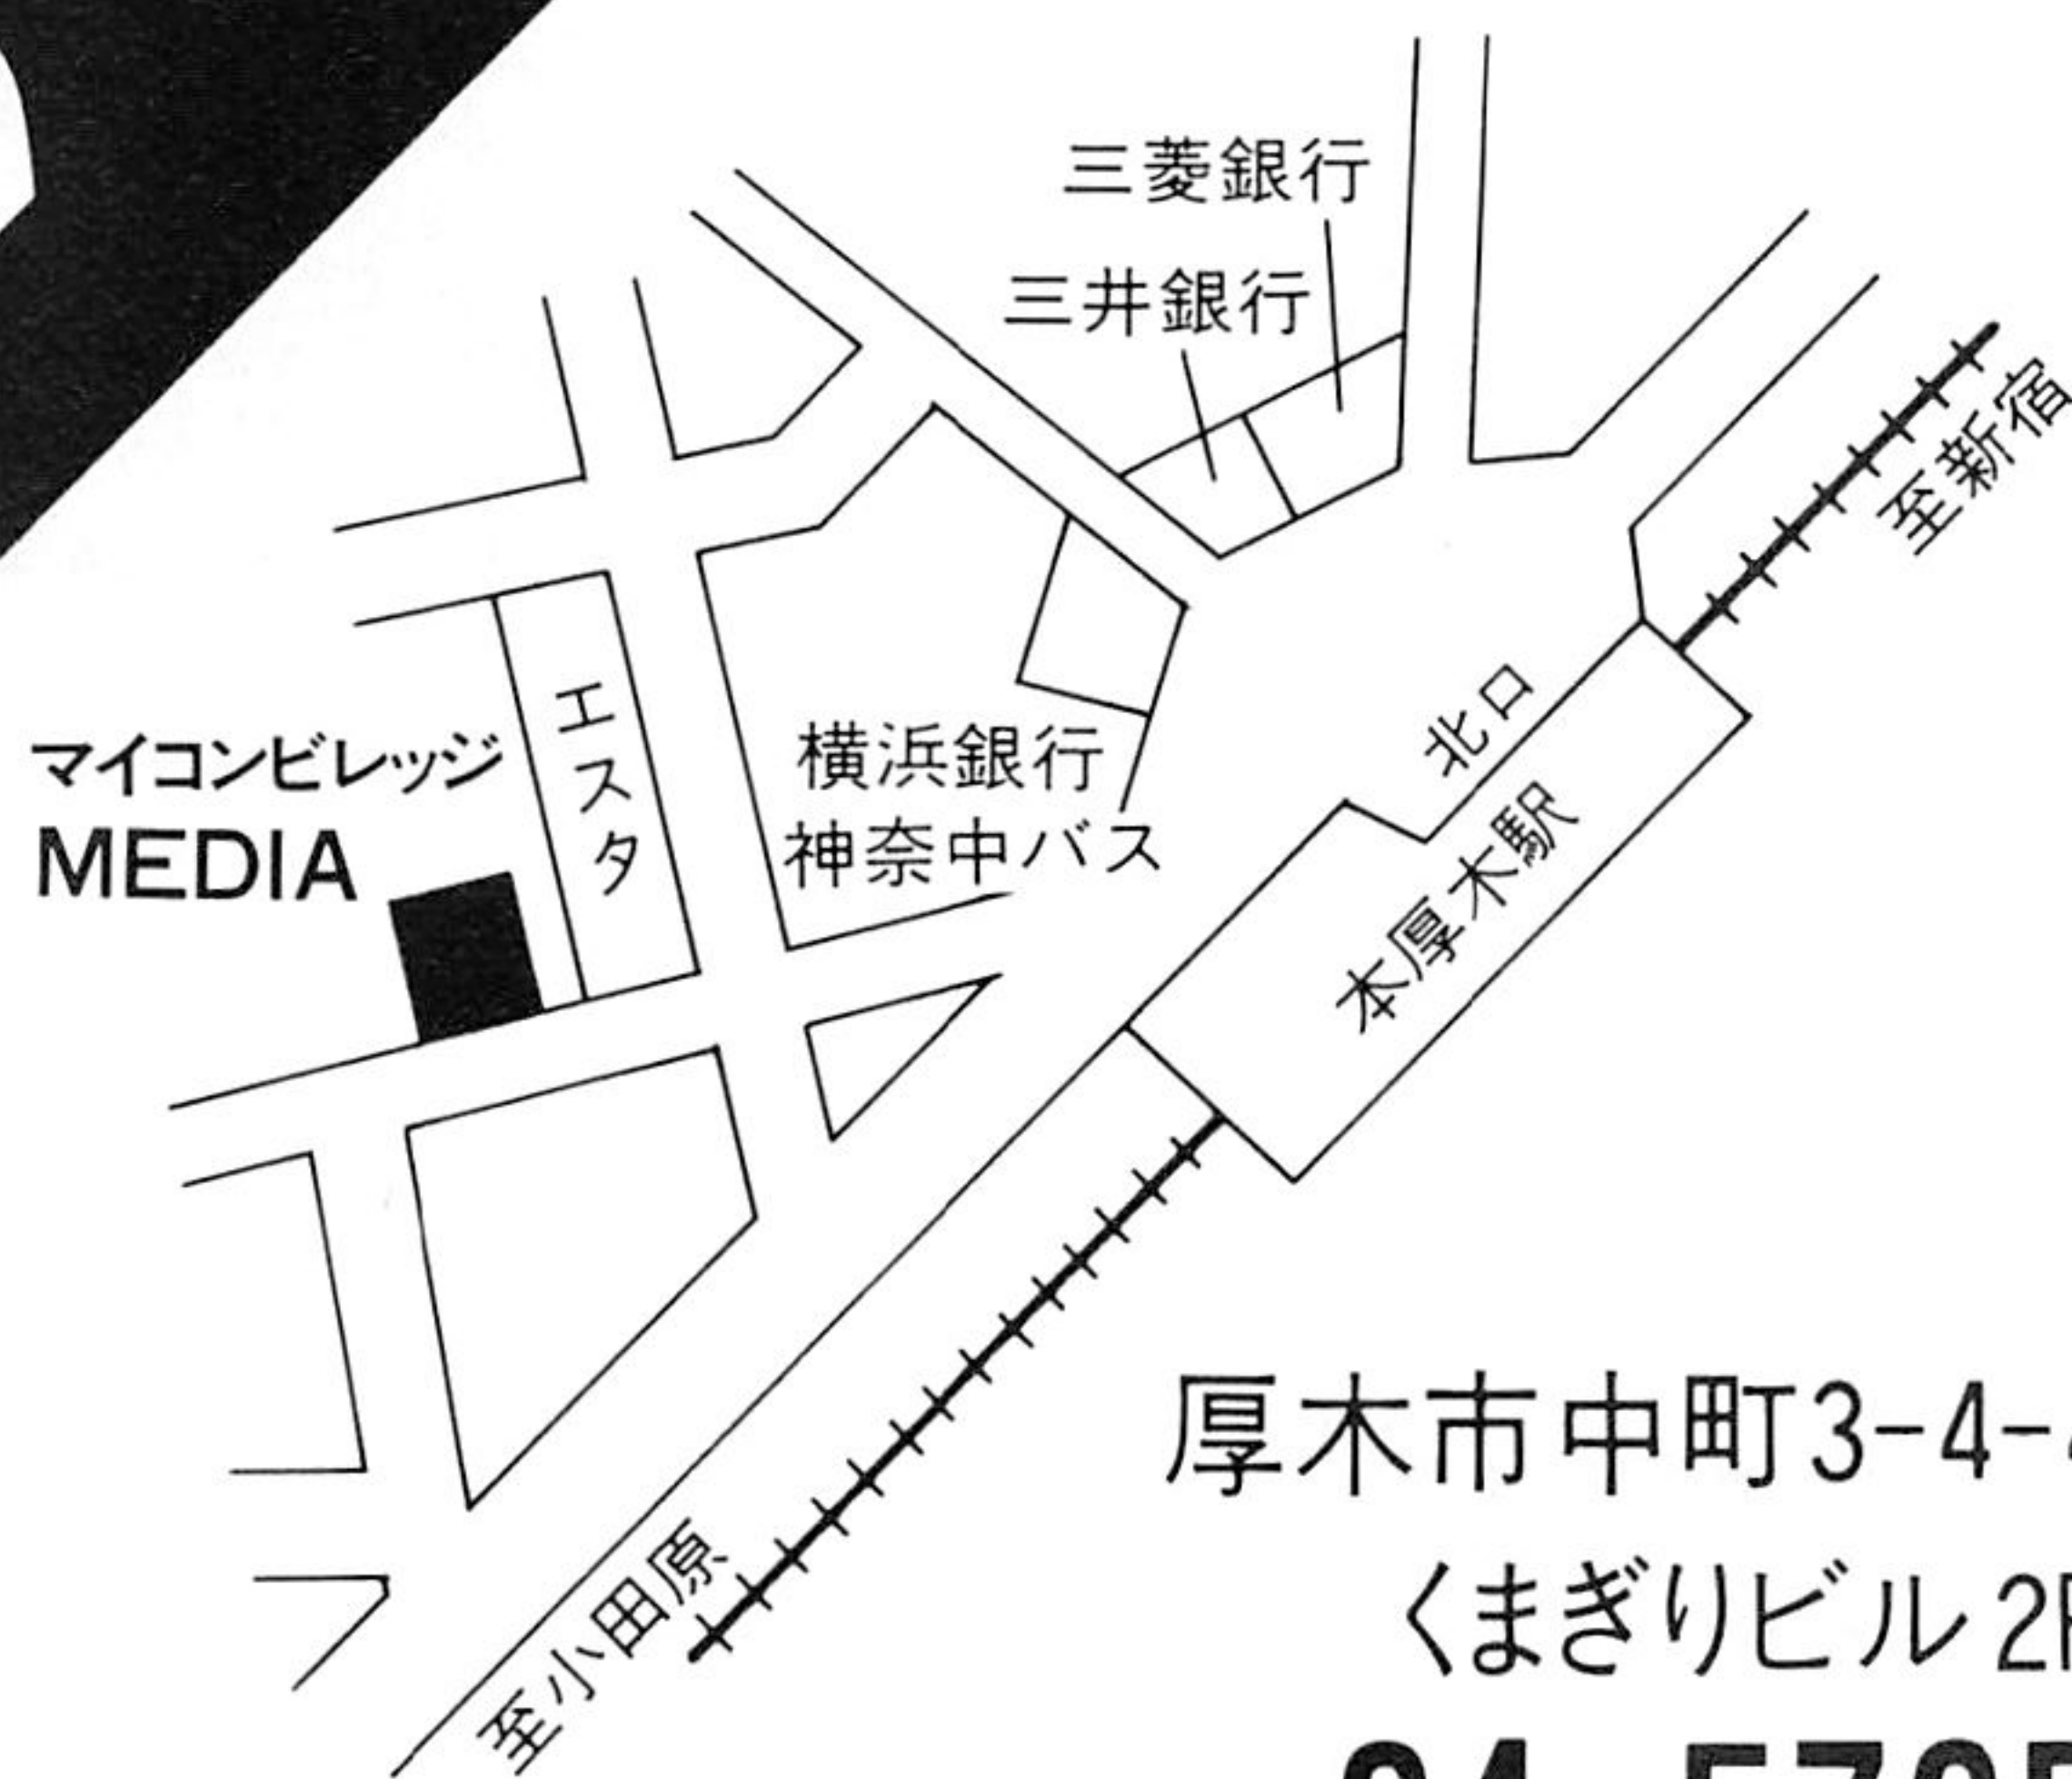 三菱銀行
三井銀行
至新宿
エスタ
マイコンビレッジ
MEDIA
横浜銀行
神奈中バス
北口
本厚木駅
至小田原
厚木市中町3-4-
くまぎりビル 2